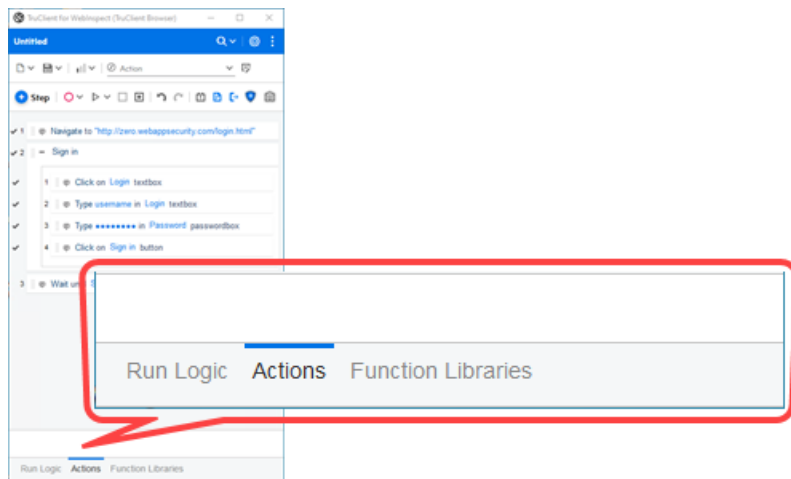 TruClient for WebInspect (TruClient Browser)
Untitled
Action
Step
1 Navigate to "http://zero.webappsecurity.com/login.html"
2 Sign in
1 Click on Login textbox
2 Type username in Login textbox
3 Type •••••••• in Password passwordbox
4 Click on Sign in button
3 Wait un
Run Logic Actions Function Libraries
Run Logic Actions Function Libraries